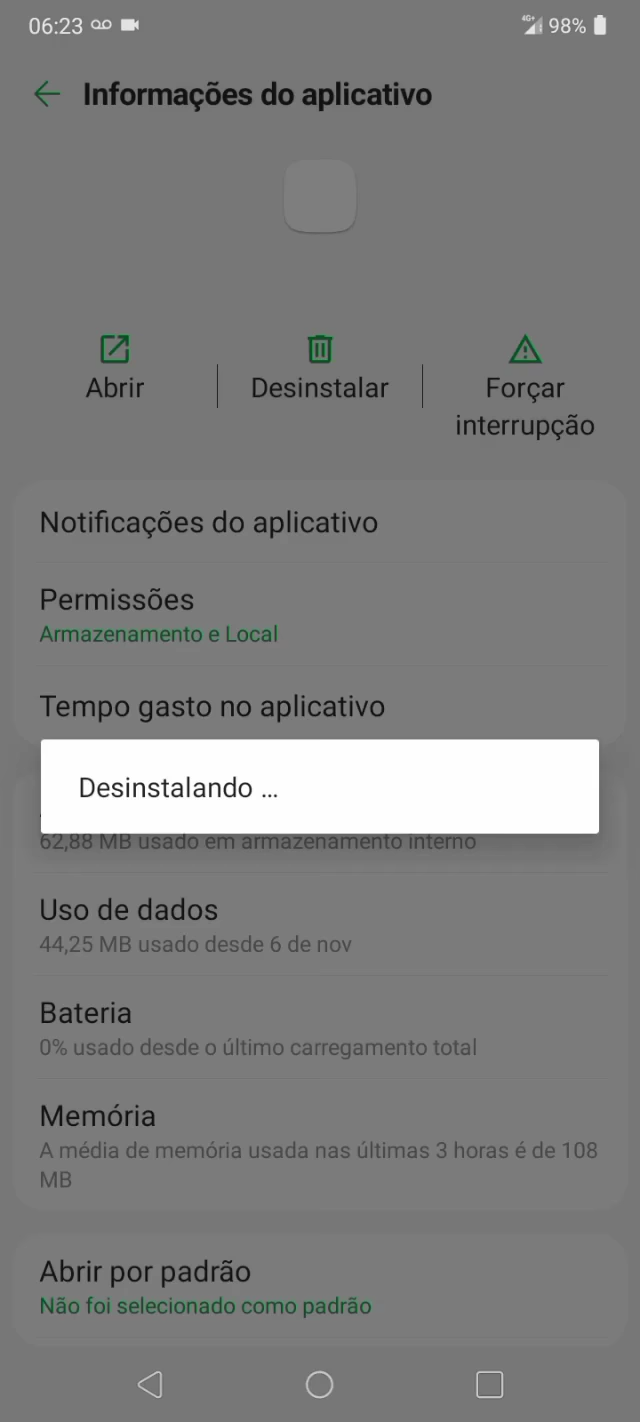 06:23
4G+ 98%
Informações do aplicativo
Abrir
Desinstalar
Forçar
interrupção
Notificações do aplicativo
Permissões
Armazenamento e Local
Tempo gasto no aplicativo
Desinstalando ...
62,88 MB usado em armazenamento interno
Uso de dados
44,25 MB usado desde 6 de nov
Bateria
0% usado desde o último carregamento total
Memória
A média de memória usada nas últimas 3 horas é de 108
MB
Abrir por padrão
Não foi selecionado como padrão